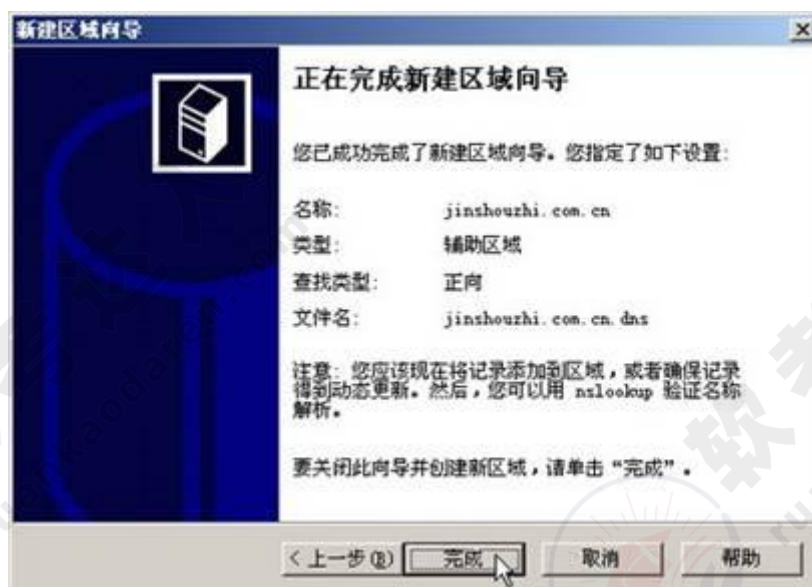 新建区域向导
正在完成新建区域向导
您已成功完成了新建区域向导。您指定了如下设置:
名称: jinshouzhi.com.cn
类型: 辅助区域
查找类型: 正向
文件名: jinshouzhi.com.cn.dns
注意: 您应该现在将记录添加到区域，或者确保记录
得到动态更新。然后，您可以用 nslookup 验证名称
解析。
要关闭此向导并创建新区域，请单击“完成”。
< 上一步(B) 完成 取消 帮助